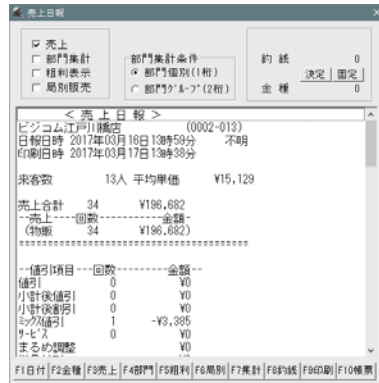 売上日報
売上
部門集計
粗利表示
局別販売
部門集計条件
部門個別(1桁)
部門グループ(2桁)
釣銭 0
決定 固定
金種 0
<売上日報>
ビジコム江戸川橋店 (0002-013)
日報日時 2017年03月16日13時59分 不明
印刷日時 2017年03月17日13時38分
来客数 13人 平均単価 ¥15,129
売上合計 34 ¥196,682
--売上----回数---------金額-
(物販 34 ¥196,682)
========================================
--値引項目---回数----------金額--
値引 0 ¥0
小計後値引 0 ¥0
小計後割引 0 ¥0
ミックス値引 1 -¥3,385
サービス 0 ¥0
まるめ調整 ¥0
F1日付 F2金種 F3売上 F4部門 F5粗利 F6局別 F7集計 F8釣銭 F9印刷 F10帳票